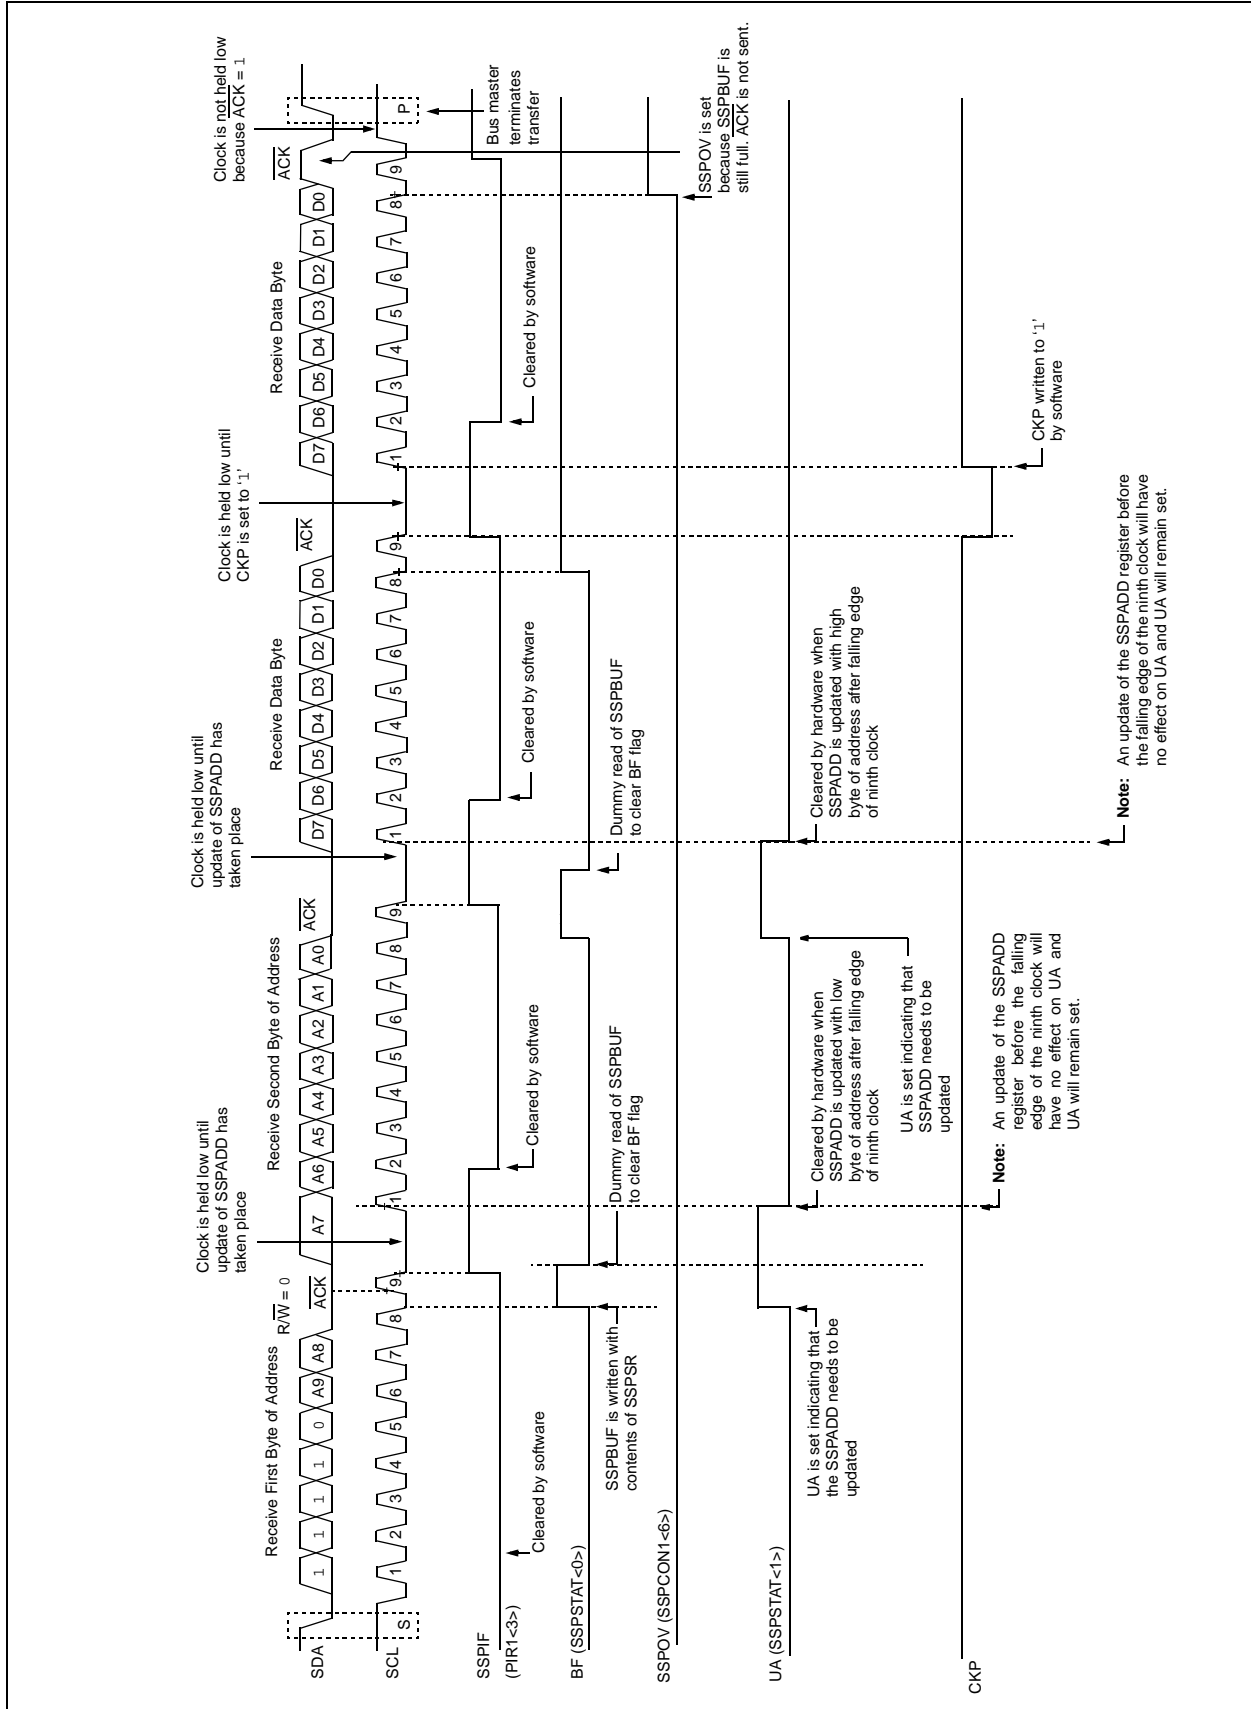 Receive First Byte of Address
R/W = 0
Clock is held low until
update of SSPADD has
taken place
Receive Second Byte of Address
Clock is held low until
update of SSPADD has
taken place
Receive Data Byte
Clock is held low until
CKP is set to ‘1’
Receive Data Byte
Clock is not held low
because ACK = 1
SDA
1 1 1 1 0 A9 A8
ACK
A7 A6 A5 A4 A3 A2 A1 A0
ACK
D7 D6 D5 D4 D3 D2 D1 D0
ACK
D7 D6 D5 D4 D3 D2 D1 D0
ACK
SCL
S
1 2 3 4 5 6 7 8 9
1 2 3 4 5 6 7 8 9
1 2 3 4 5 6 7 8 9
1 2 3 4 5 6 7 8 9
P
Bus master
terminates
transfer
SSPIF
(PIR1<3>)
Cleared by software
Cleared by software
Cleared by software
Cleared by software
BF (SSPSTAT<0>)
SSPBUF is written with
contents of SSPSR
Dummy read of SSPBUF
to clear BF flag
Dummy read of SSPBUF
to clear BF flag
SSPOV (SSPCON1<6>)
SSPOV is set
because SSPBUF is
still full. ACK is not sent.
UA (SSPSTAT<1>)
UA is set indicating that
the SSPADD needs to be
updated
Cleared by hardware when
SSPADD is updated with low
byte of address after falling edge
of ninth clock
UA is set indicating that
SSPADD needs to be
updated
Cleared by hardware when
SSPADD is updated with high
byte of address after falling edge
of ninth clock
CKP
CKP written to ‘1’
by software
Note: An update of the SSPADD
register before the falling
edge of the ninth clock will
have no effect on UA and
UA will remain set.
Note: An update of the SSPADD register before
the falling edge of the ninth clock will have
no effect on UA and UA will remain set.